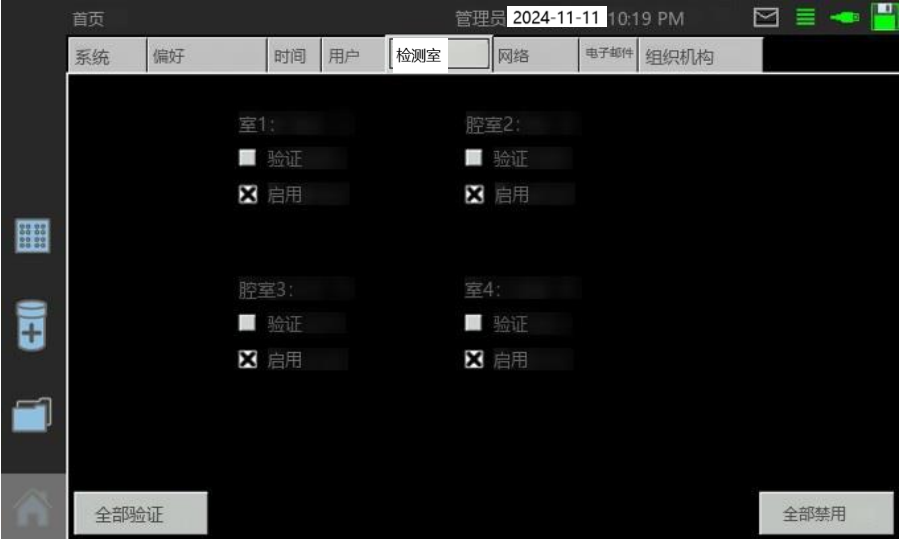 首页 管理员 2024-11-11 10:19 PM
系统 偏好 时间 用户 检测室 网络 电子邮件 组织机构
室1: 腔室2:
验证 验证
启用 启用
腔室3: 室4:
验证 验证
启用 启用
全部验证 全部禁用